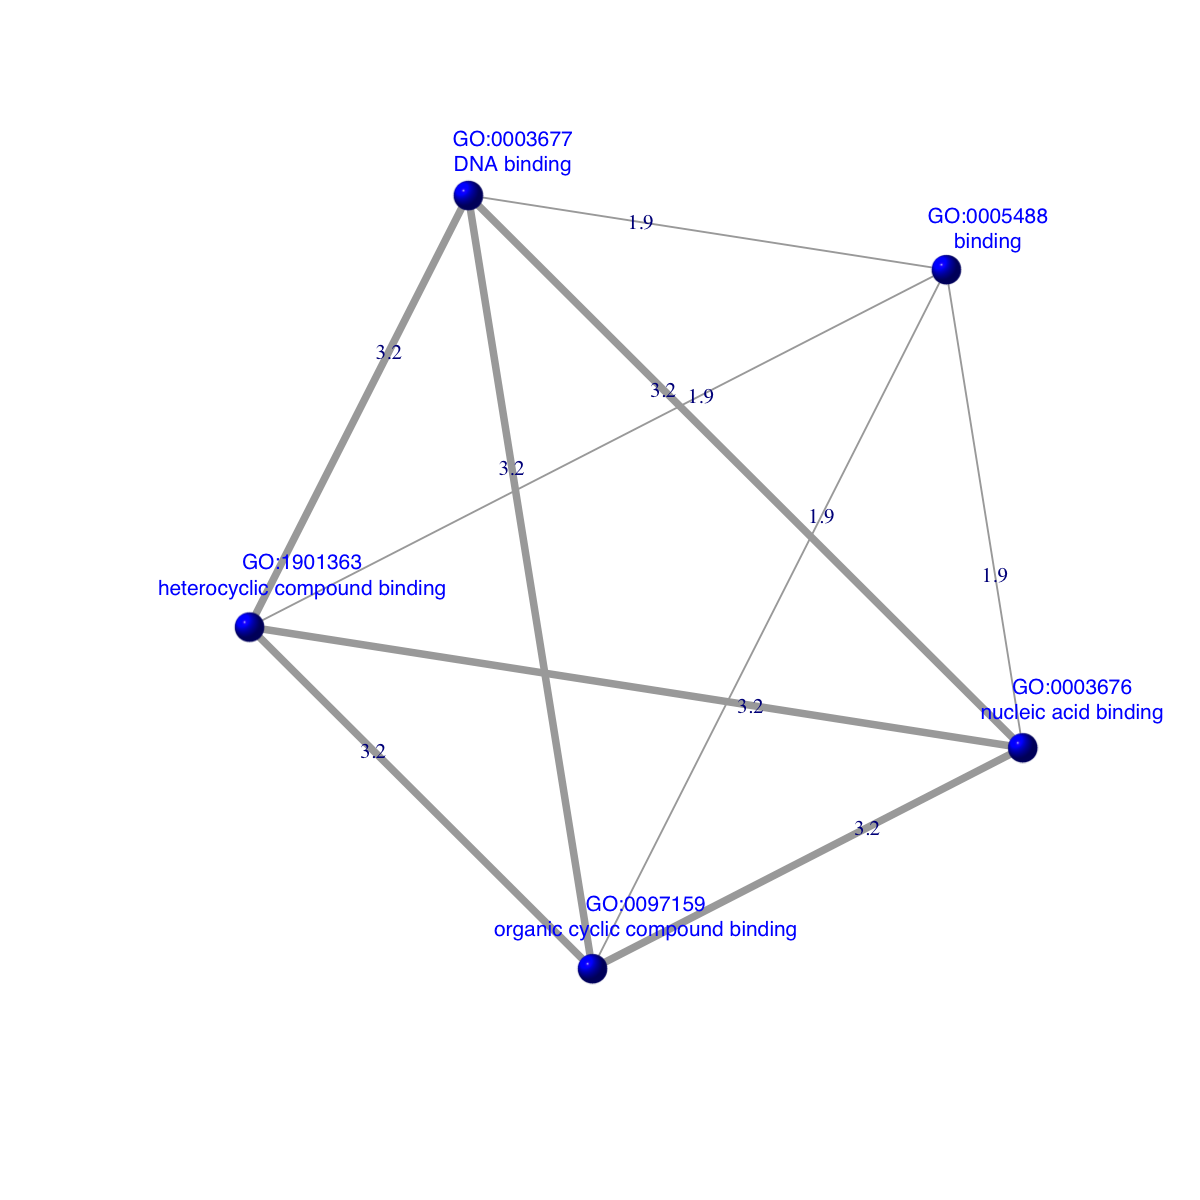 GO:0003677
DNA binding
GO:0005488
binding
1.9
3.2
3.2
1.9
3.2
1.9
GO:1901363
heterocyclic compound binding
1.9
GO:0003676
nucleic acid binding
3.2
3.2
3.2
GO:0097159
organic cyclic compound binding